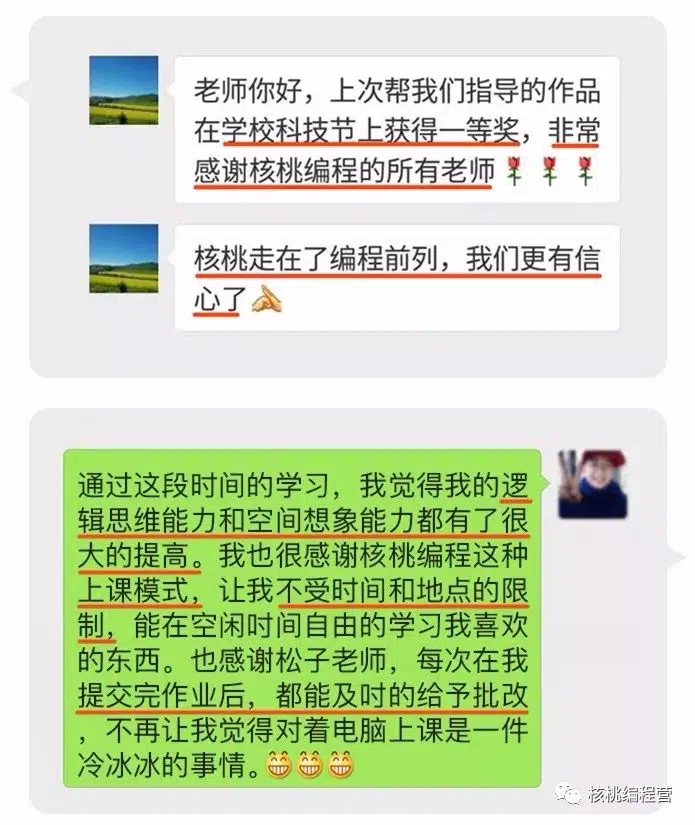 老师你好，上次帮我们指导的作品
在学校科技节上获得一等奖，非常
感谢核桃编程的所有老师🌹🌹🌹
核桃走在了编程前列，我们更有信
心了
通过这段时间的学习，我觉得我的逻
辑思维能力和空间想象能力都有了很
大的提高。我也很感谢核桃编程这种
上课模式，让我不受时间和地点的限
制，能在空闲时间自由的学习我喜欢
的东西。也感谢松子老师，每次在我
提交完作业后，都能及时的给予批改
，不再让我觉得对着电脑上课是一件
冷冰冰的事情。😁😁😁
核桃编程营